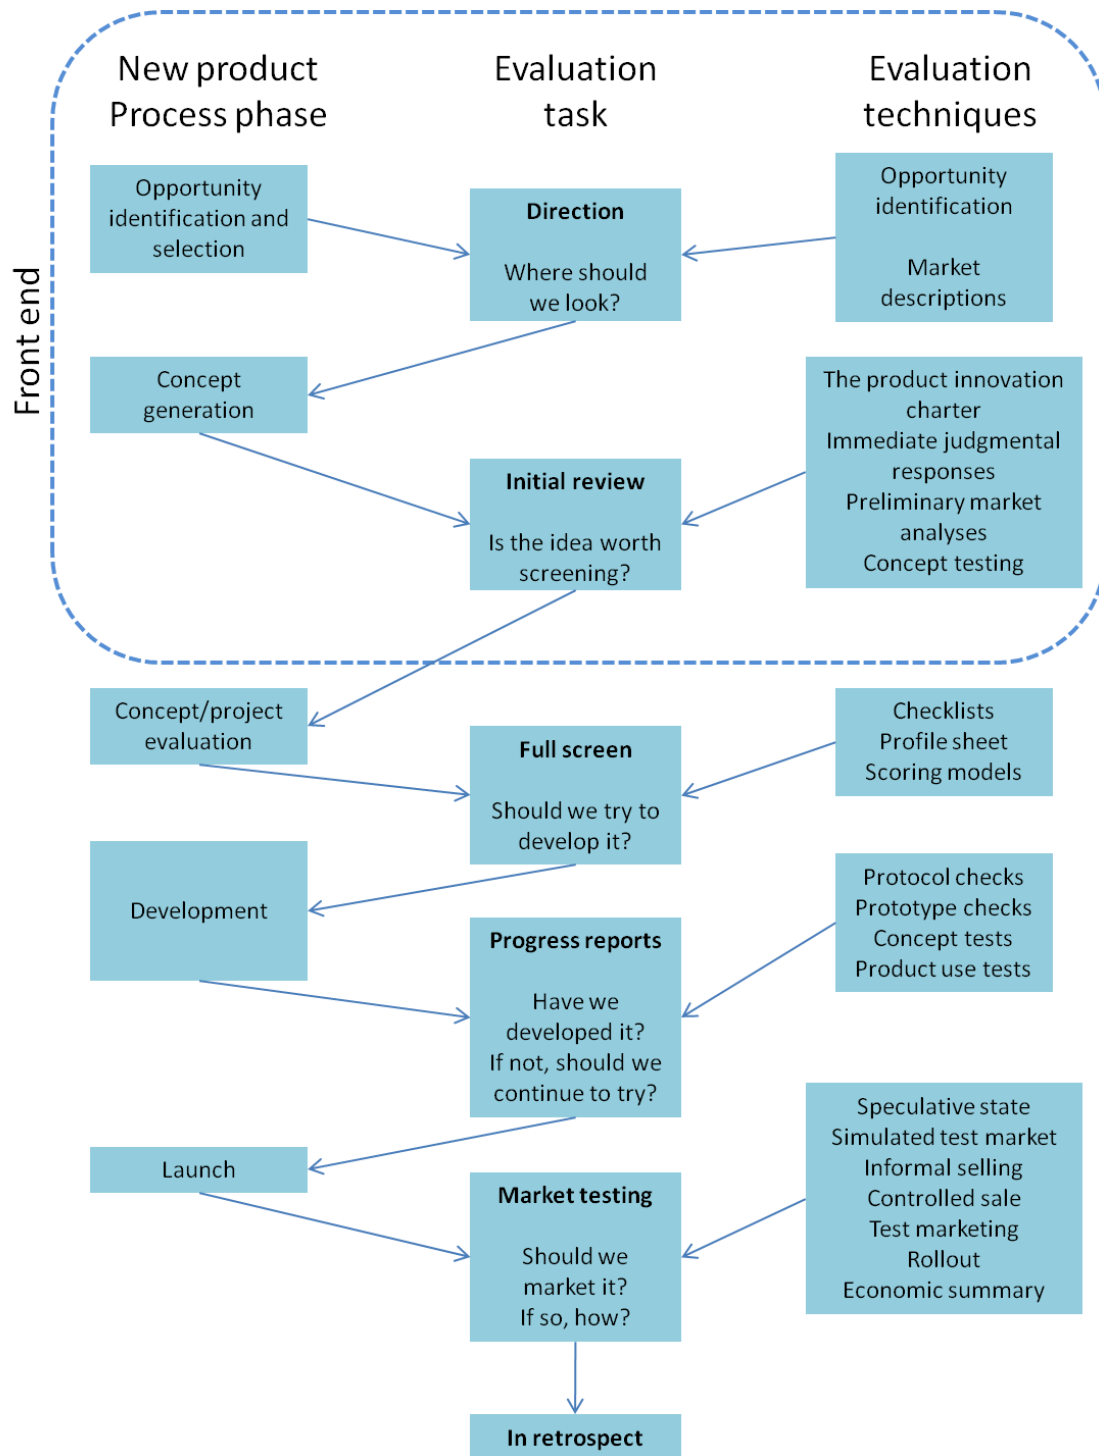 New product
Process phase
Evaluation
task
Evaluation
techniques
Front end
Opportunity
identification and
selection
Direction
Where should
we look?
Opportunity
identification
Market
descriptions
Concept
generation
Initial review
Is the idea worth
screening?
The product innovation
charter
Immediate judgmental
responses
Preliminary market
analyses
Concept testing
Concept/project
evaluation
Full screen
Should we try to
develop it?
Checklists
Profile sheet
Scoring models
Development
Progress reports
Have we
developed it?
If not, should we
continue to try?
Protocol checks
Prototype checks
Concept tests
Product use tests
Launch
Market testing
Should we
market it?
If so, how?
Speculative state
Simulated test market
Informal selling
Controlled sale
Test marketing
Rollout
Economic summary
In retrospect